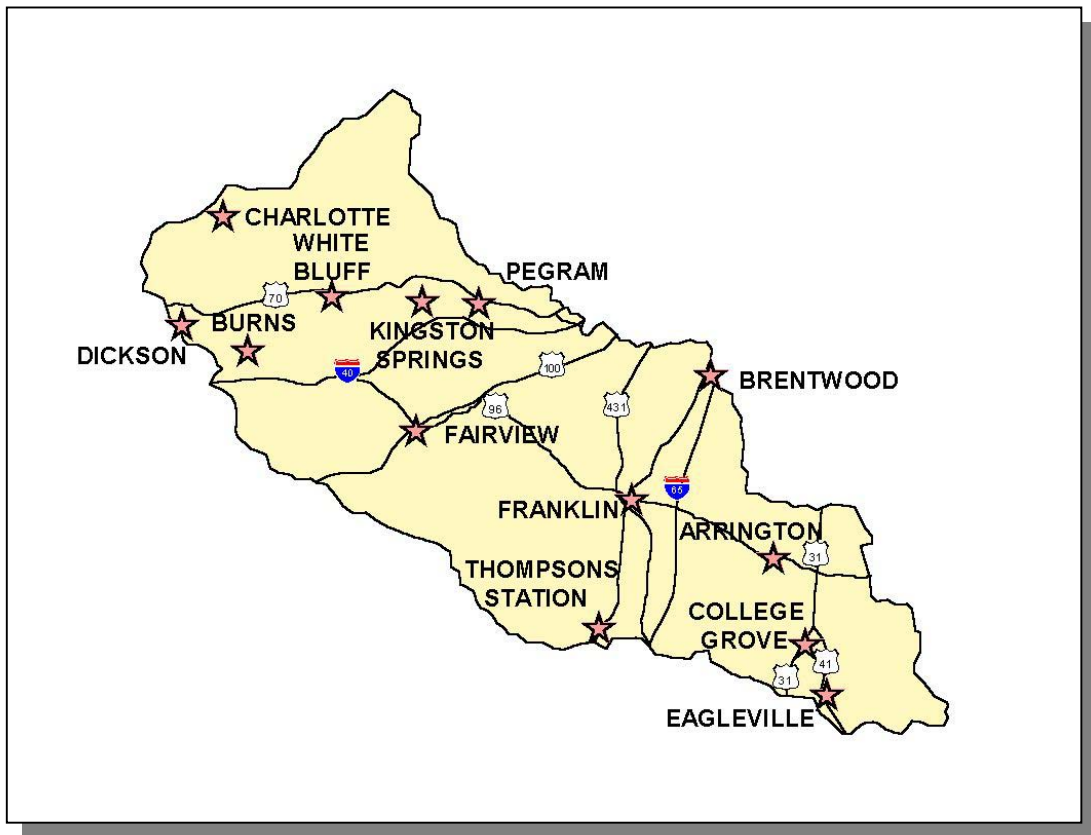 CHARLOTTE
WHITE
BLUFF
PEGRAM
70
BURNS
KINGSTON
SPRINGS
DICKSON
40
100
BRENTWOOD
96
431
FAIRVIEW
65
FRANKLIN
ARRINGTON
31
THOMPSONS
STATION
COLLEGE
GROVE
41
31
EAGLEVILLE